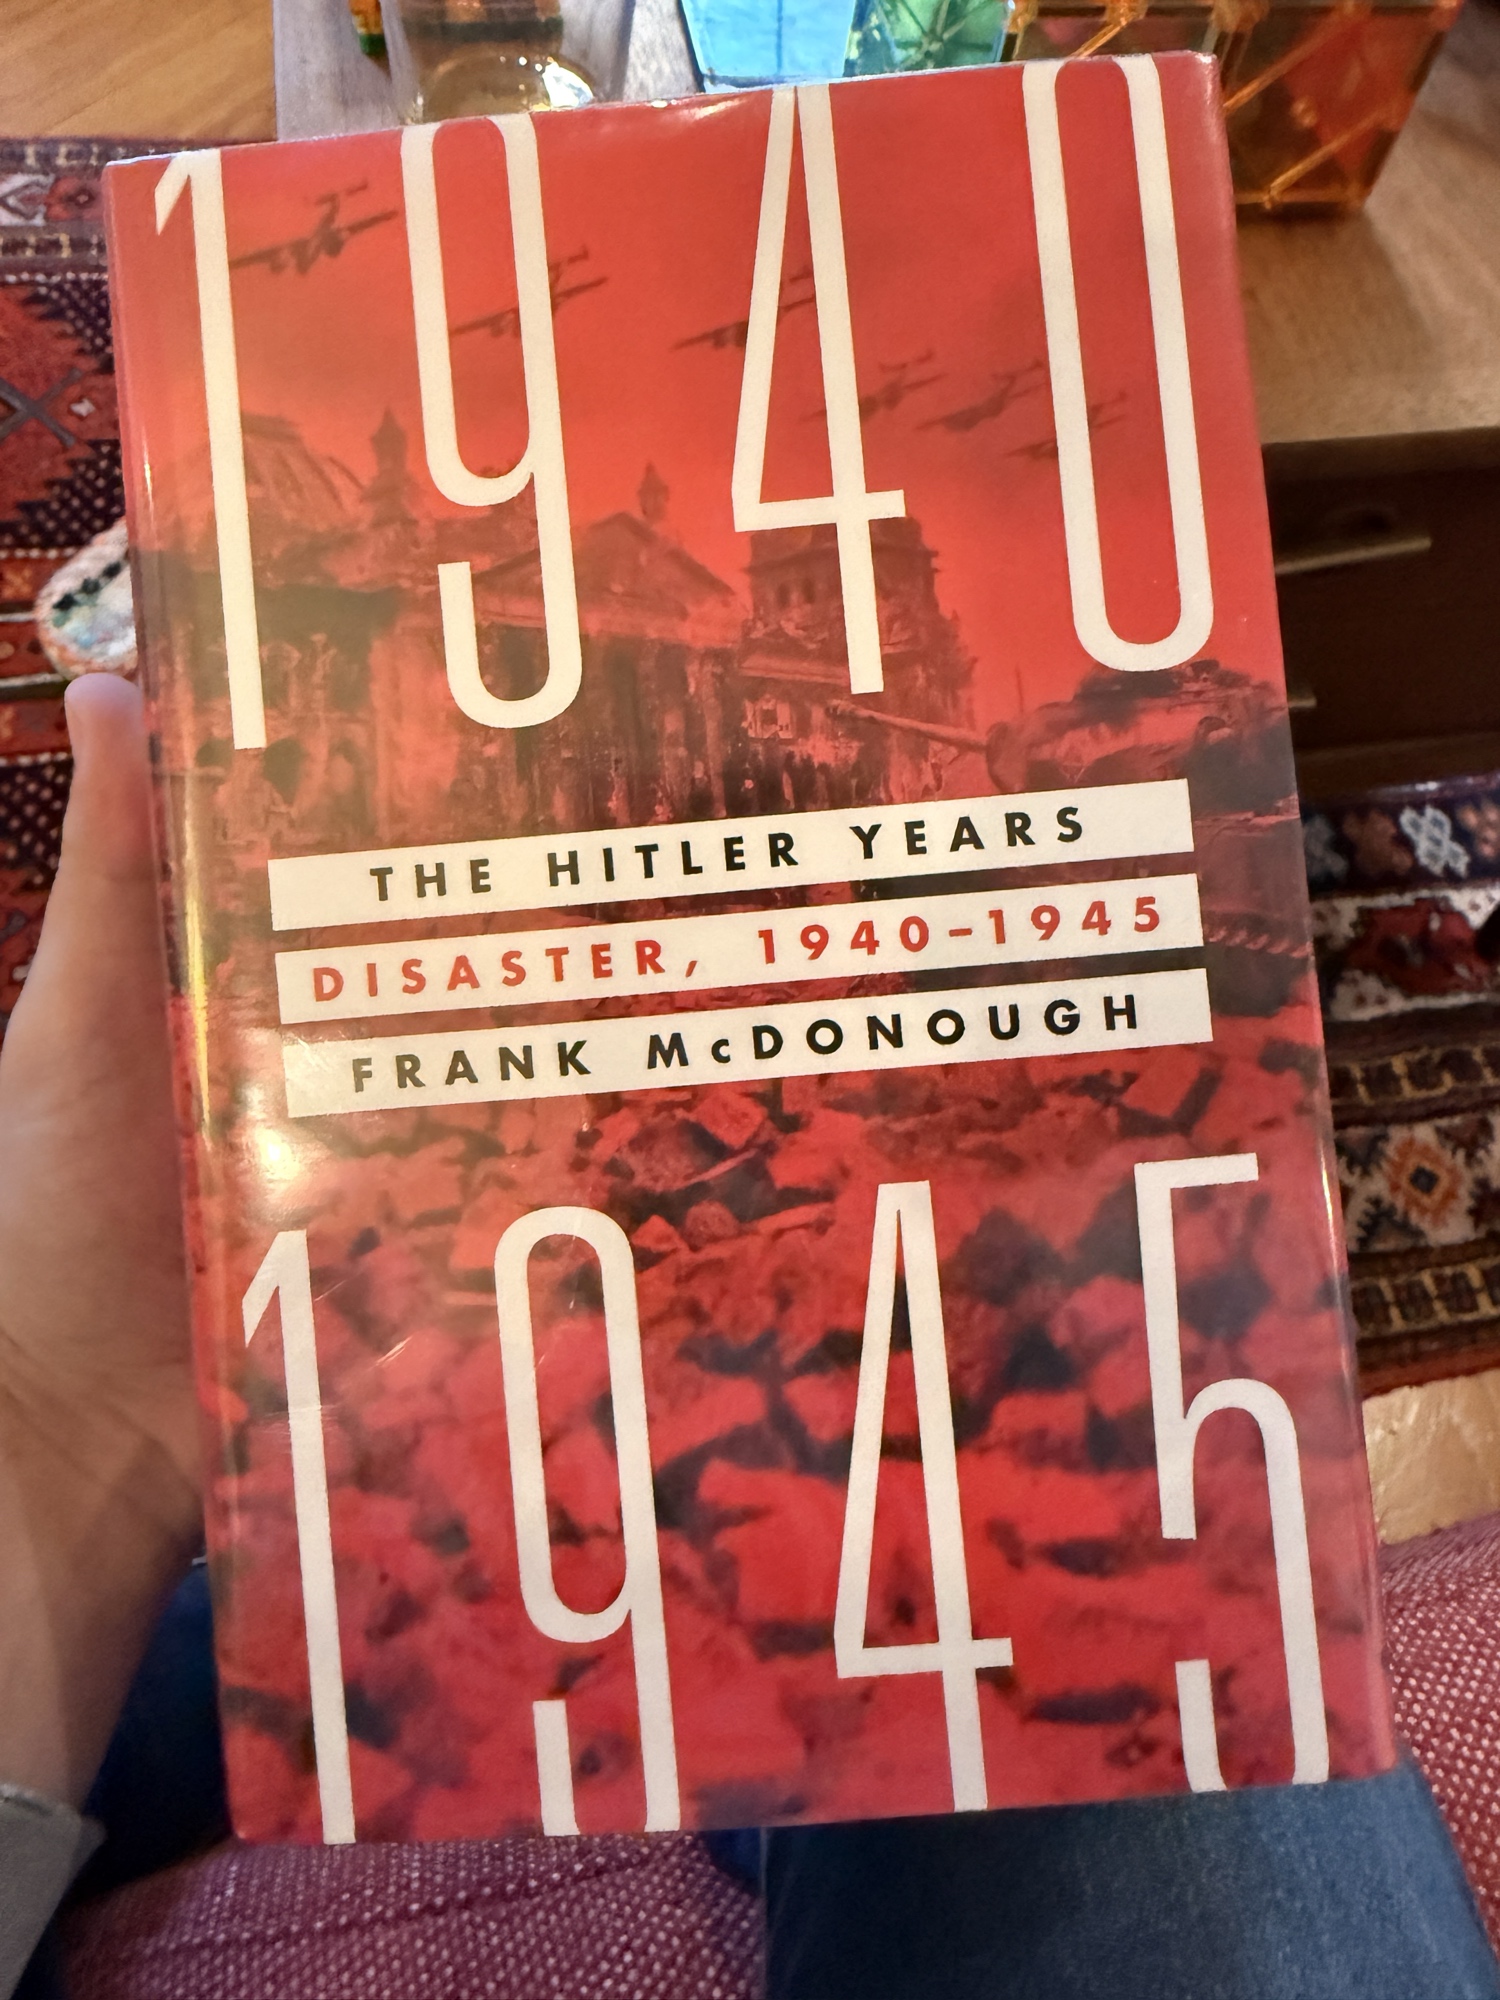 1940
THE HITLER YEARS
DISASTER, 1940–1945
FRANK McDONOUGH
1945